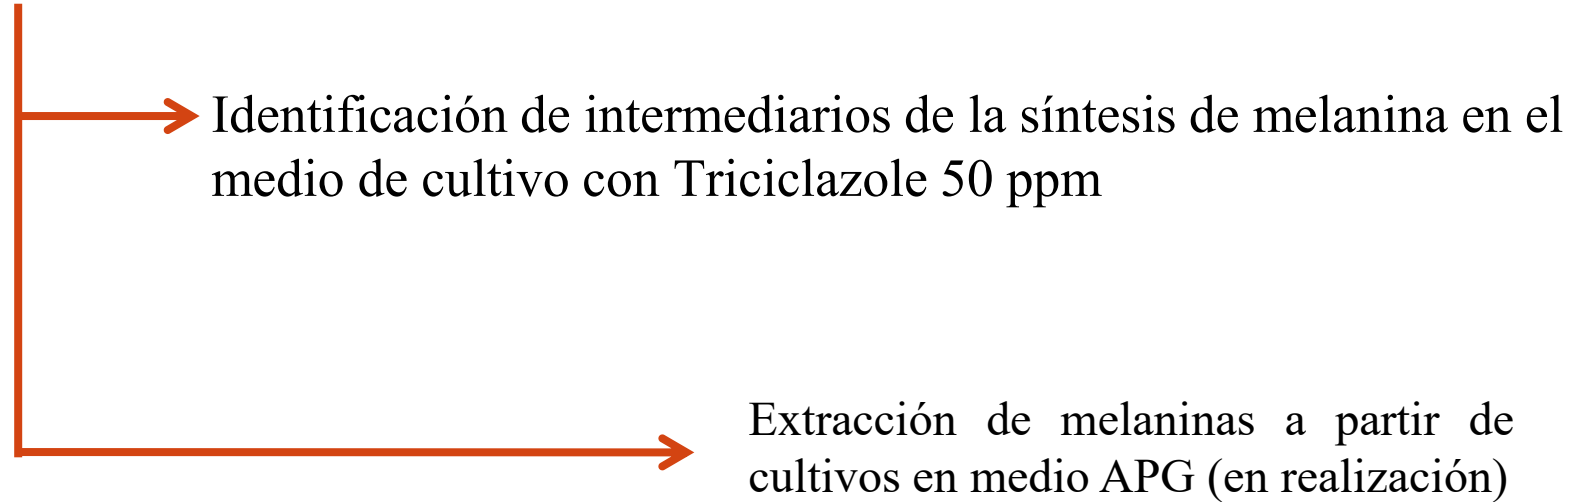 Identificación de intermediarios de la síntesis de melanina en el
medio de cultivo con Triciclazole 50 ppm
Extracción de melaninas a partir de
cultivos en medio APG (en realización)